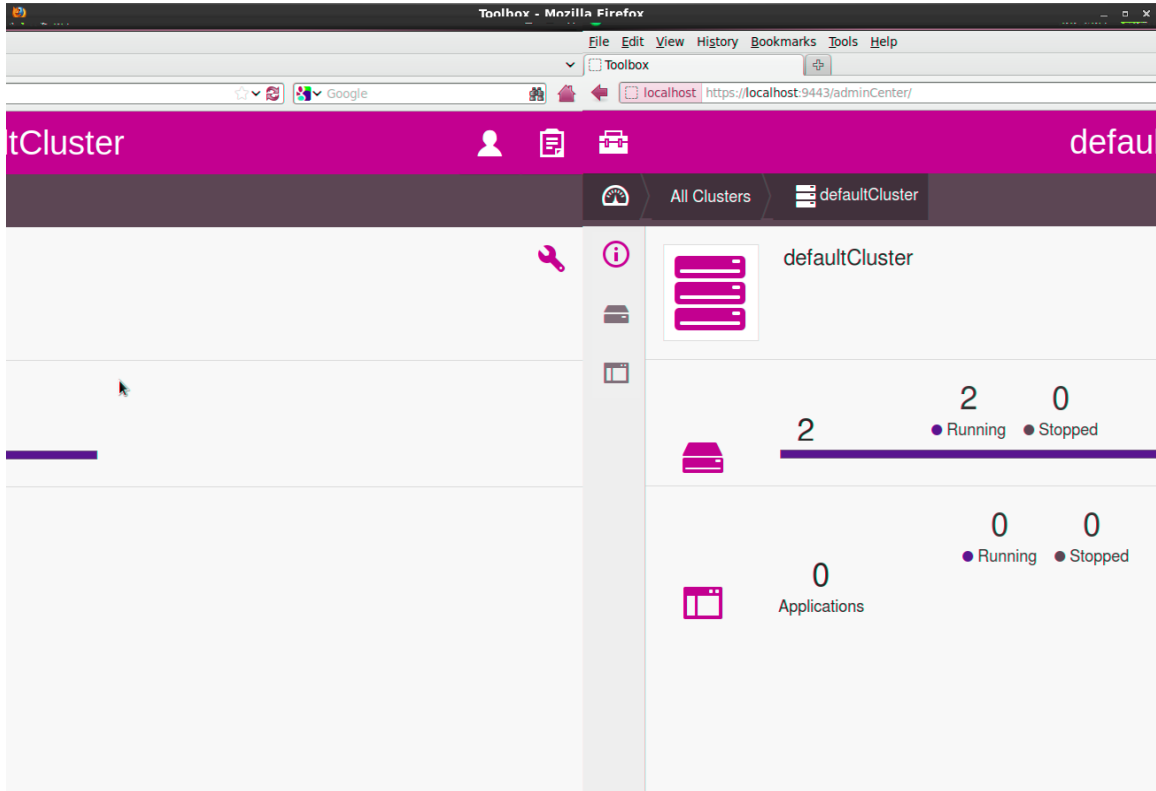 Toolbox - Mozilla Firefox
File Edit View History Bookmarks Tools Help
Toolbox
Google
localhost https://localhost:9443/adminCenter/
tCluster
defaul
All Clusters
defaultCluster
defaultCluster
2
2 0
Running Stopped
0 0
Running Stopped
0
Applications